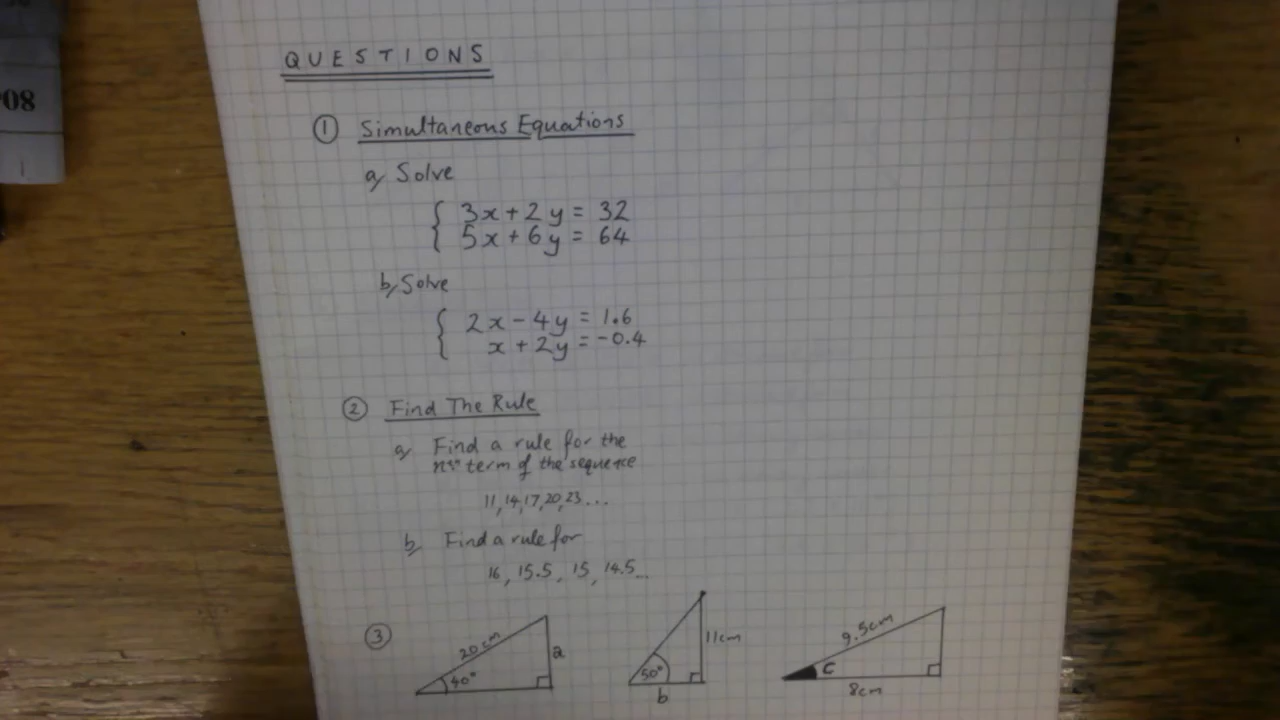 08
QUESTIONS
① Simultaneous Equations
a, Solve
{ 3x + 2y = 32
5x + 6y = 64
b, Solve
{ 2x - 4y = 1.6
x + 2y = -0.4
② Find The Rule
a, Find a rule for the
nth term of the sequence
11, 14, 17, 20, 23...
b, Find a rule for
16, 15.5, 15, 14.5...
③ 20cm 40° a
50° 11cm b
9.5cm C 8cm